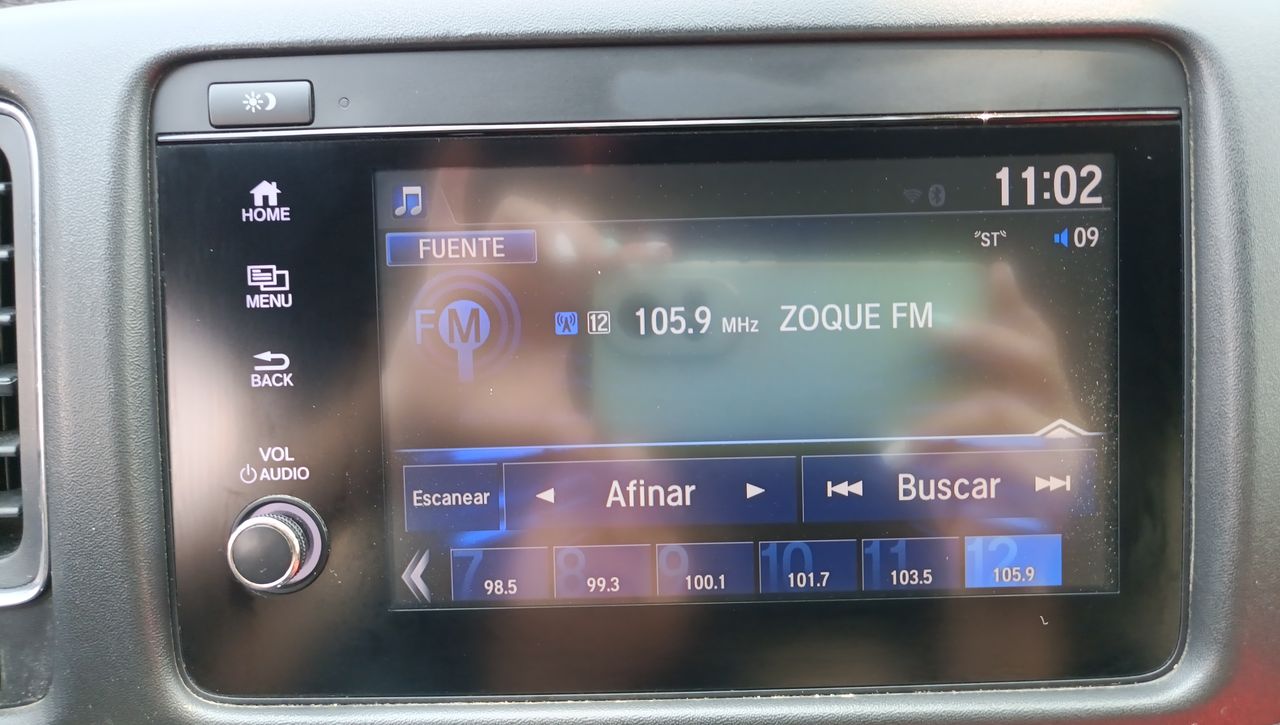 HOME
MENU
BACK
VOL
AUDIO
11:02
FUENTE
ST
09
FM
12 105.9 MHz ZOQUE FM
Escanear
Afinar
Buscar
7 98.5
8 99.3
9 100.1
10 101.7
11 103.5
12 105.9